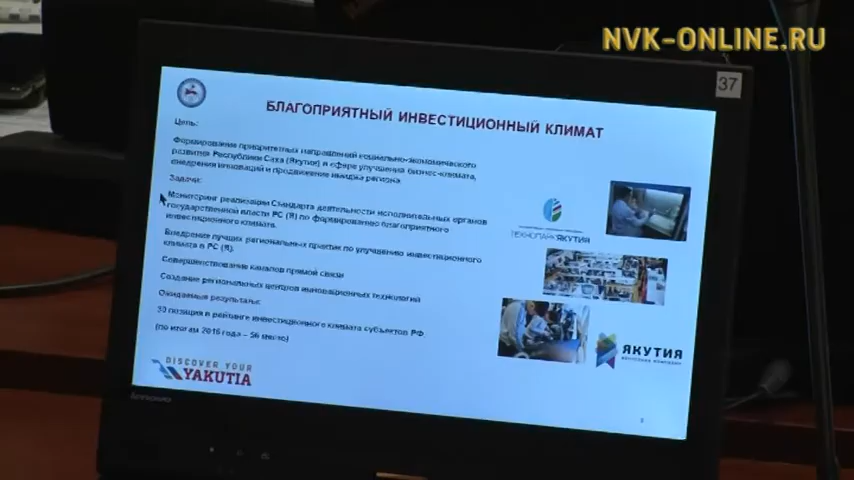 NVK-ONLINE.RU
37
БЛАГОПРИЯТНЫЙ ИНВЕСТИЦИОННЫЙ КЛИМАТ
Цель:
Формирование приоритетных направлений социально-экономического
развития Республики Саха (Якутия) в сфере улучшения бизнес-климата,
внедрения инноваций и продвижение имиджа региона.
Задачи:
Мониторинг реализации Стандарта деятельности исполнительных органов
государственной власти РС (Я) по формированию благоприятного
инвестиционного климата.
Внедрение лучших региональных практик по улучшению инвестиционного
климата в РС (Я).
Совершенствование каналов прямой связи
Создание региональных центров инновационных технологий
Ожидаемые результаты:
30 позиция в рейтинге инвестиционного климата субъектов РФ
(по итогам 2016 года – 56 место)
ТЕХНОПАРК ЯКУТИЯ
ЯКУТИЯ
DISCOVER YOUR
YAKUTIA